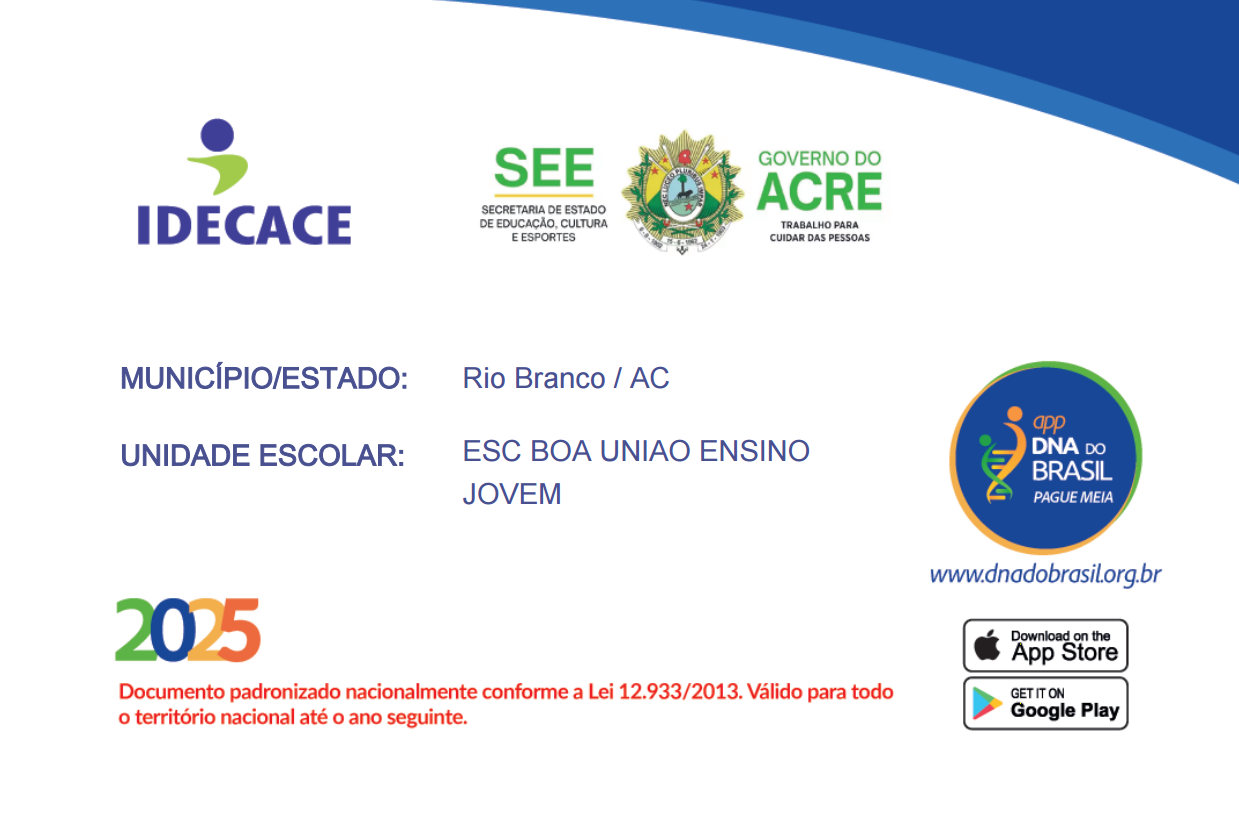 IDECACE
SEE
SECRETARIA DE ESTADO
DE EDUCAÇÃO, CULTURA
E ESPORTES
GOVERNO DO
ACRE
TRABALHO PARA
CUIDAR DAS PESSOAS
MUNICÍPIO/ESTADO: Rio Branco / AC
UNIDADE ESCOLAR: ESC BOA UNIAO ENSINO
JOVEM
app
DNA DO
BRASIL
PAGUE MEIA
www.dnadobrasil.org.br
2025
Documento padronizado nacionalmente conforme a Lei 12.933/2013. Válido para todo
o território nacional até o ano seguinte.
Download on the
App Store
GET IT ON
Google Play